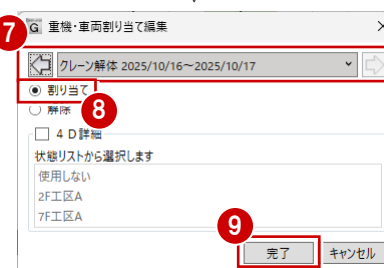 7
G 重機・車両割り当て編集
クレーン解体 2025/10/16～2025/10/17
割り当て
8
解除
4D詳細
状態リストから選択します
使用しない
2F工区A
7F工区A
9
完了 キャンセル